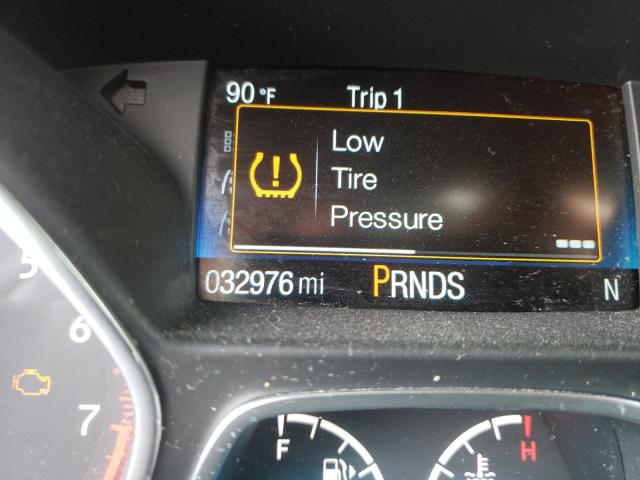 90 °F Trip 1
Low
Tire
Pressure
032976 mi PRNDS N
5
6
7
F H